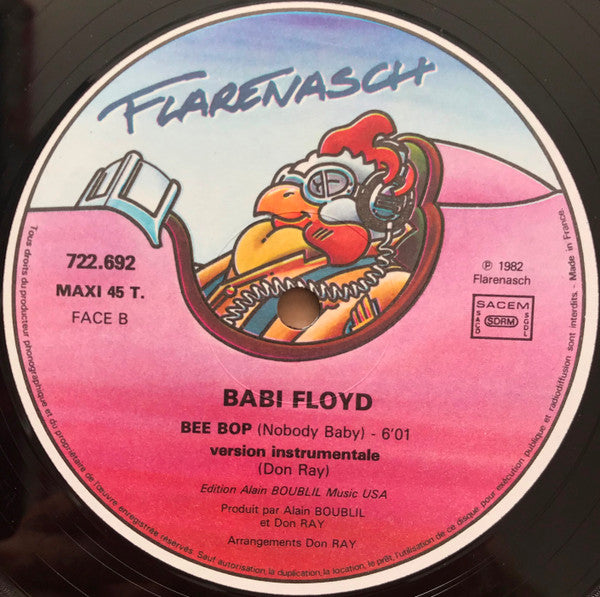 FLARENASCH
722.692
MAXI 45 T.
FACE B
℗ 1982
Flarenasch
SACEM
SACD
SDRM
SGDL
BABI FLOYD
BEE BOP (Nobody Baby) - 6'01
version instrumentale
(Don Ray)
Edition Alain BOUBLIL Music USA
Produit par Alain BOUBLIL
et Don RAY
Arrangements Don RAY
Tous droits du producteur phonographique et du propriétaire de l'œuvre enregistrée réservés. Sauf autorisation, la duplication, la location, le prêt, l'utilisation de ce disque pour exécution publique et radiodiffusion sont interdits. - Made in France